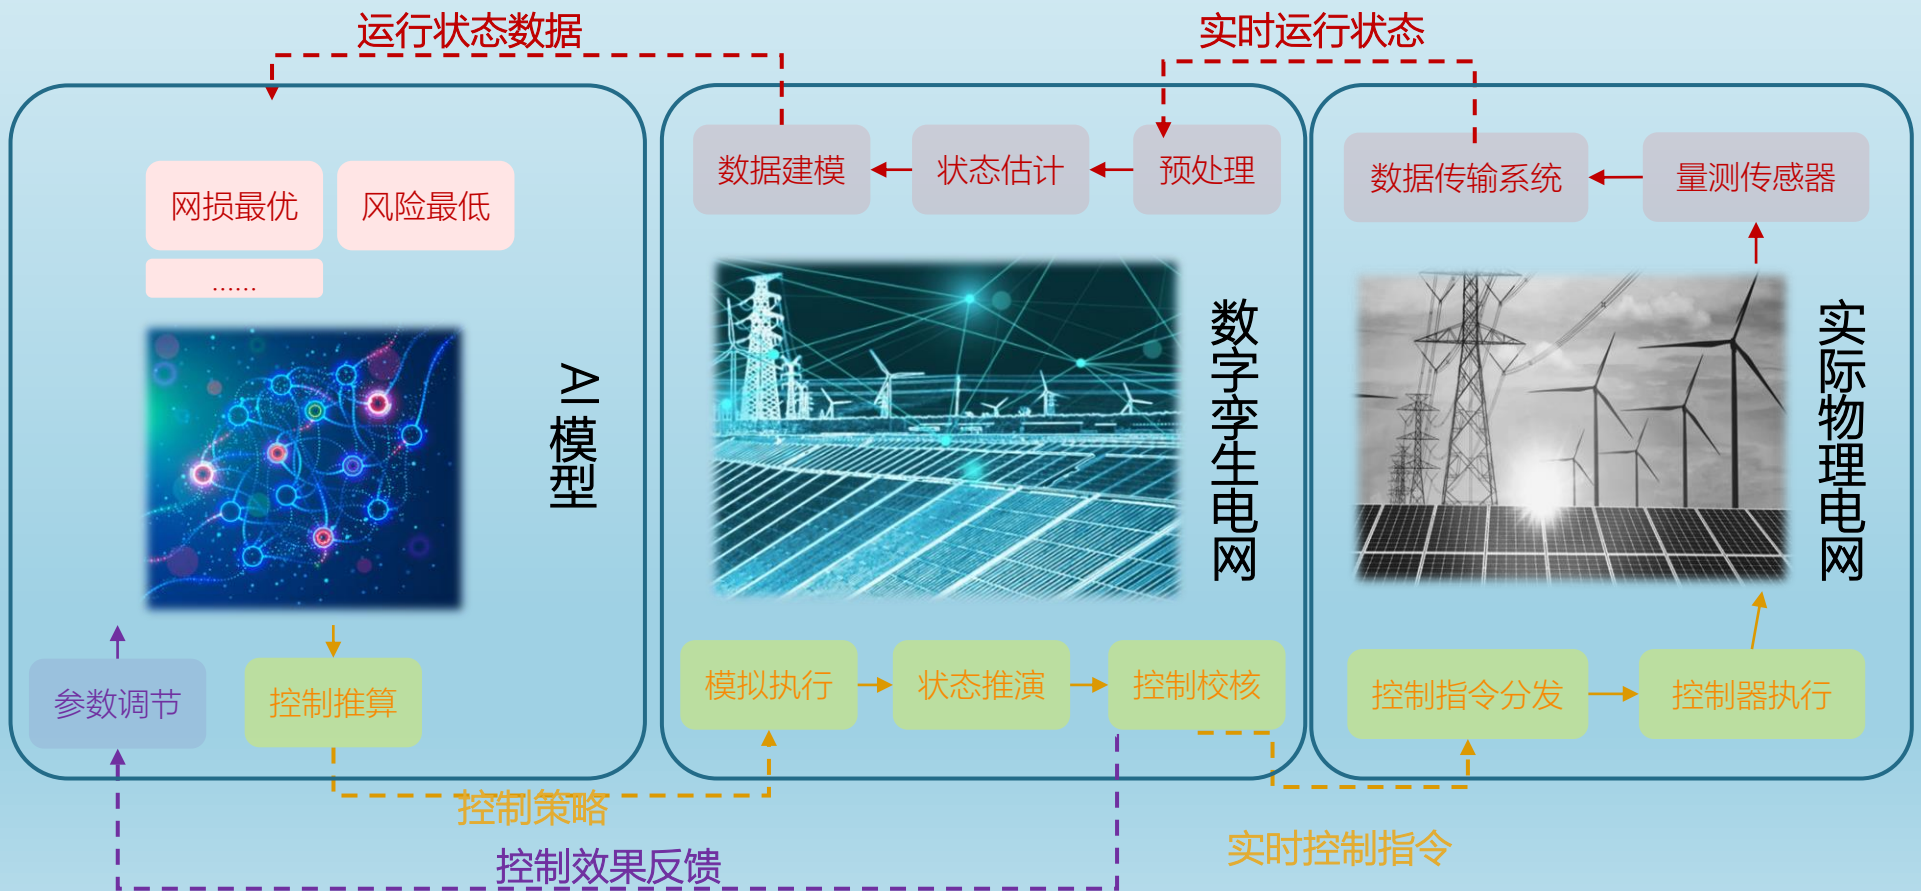 运行状态数据
实时运行状态
网损最优
风险最低
......
AI模型
参数调节
控制推算
数据建模
状态估计
预处理
数字孪生电网
模拟执行
状态推演
控制校核
数据传输系统
量测传感器
实际物理电网
控制指令分发
控制器执行
控制策略
控制效果反馈
实时控制指令